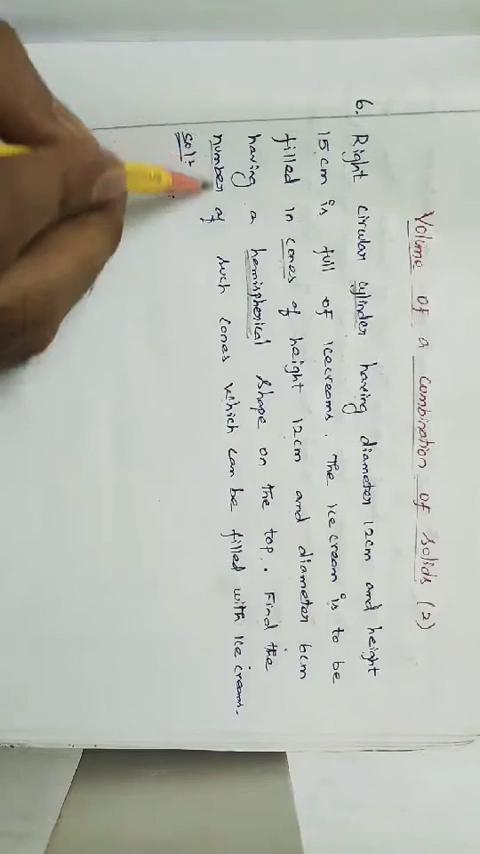 Volume of a combination of solids (2)
6. Right circular cylinder having diameter 12cm and height
15cm is full of icecreams. The ice cream is to be
filled in cones of height 12cm and diameter 6cm
having a hemispherical shape on the top. Find the
number of such cones which can be filled with ice cream.
Sol: